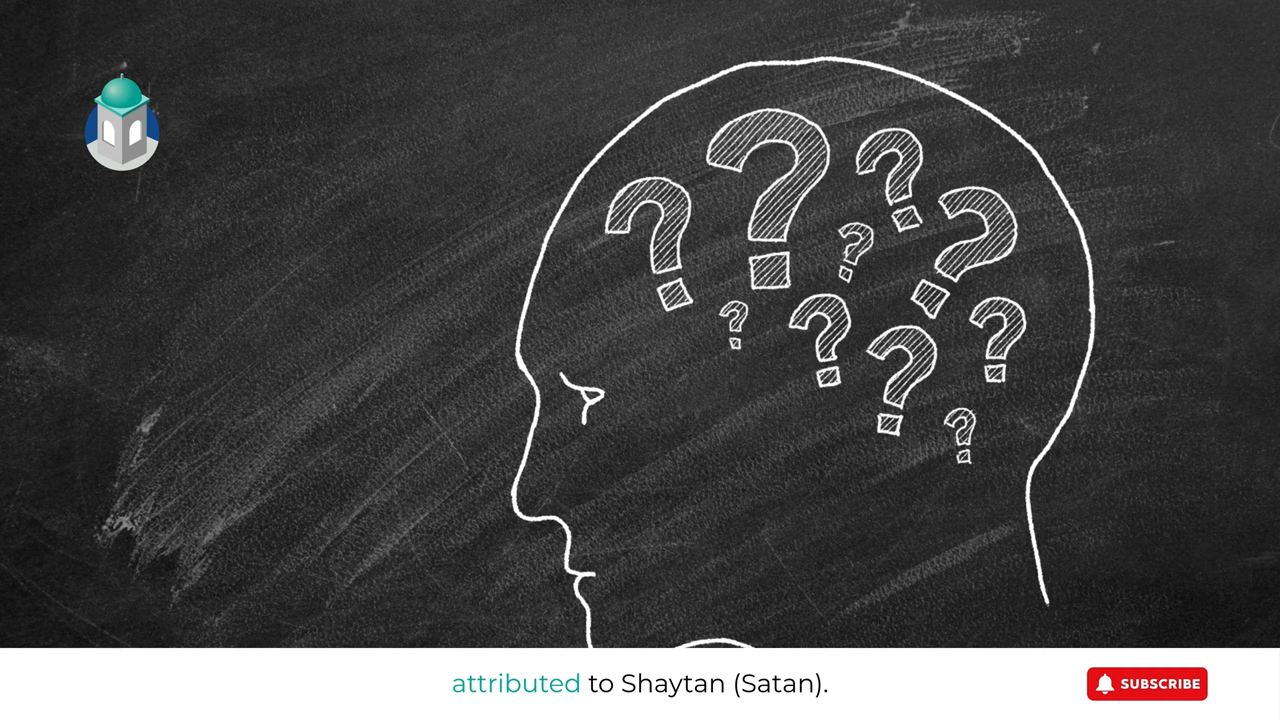 ? ? ? ? ? ? ? ? ? ? ?
attributed to Shaytan (Satan).
SUBSCRIBE